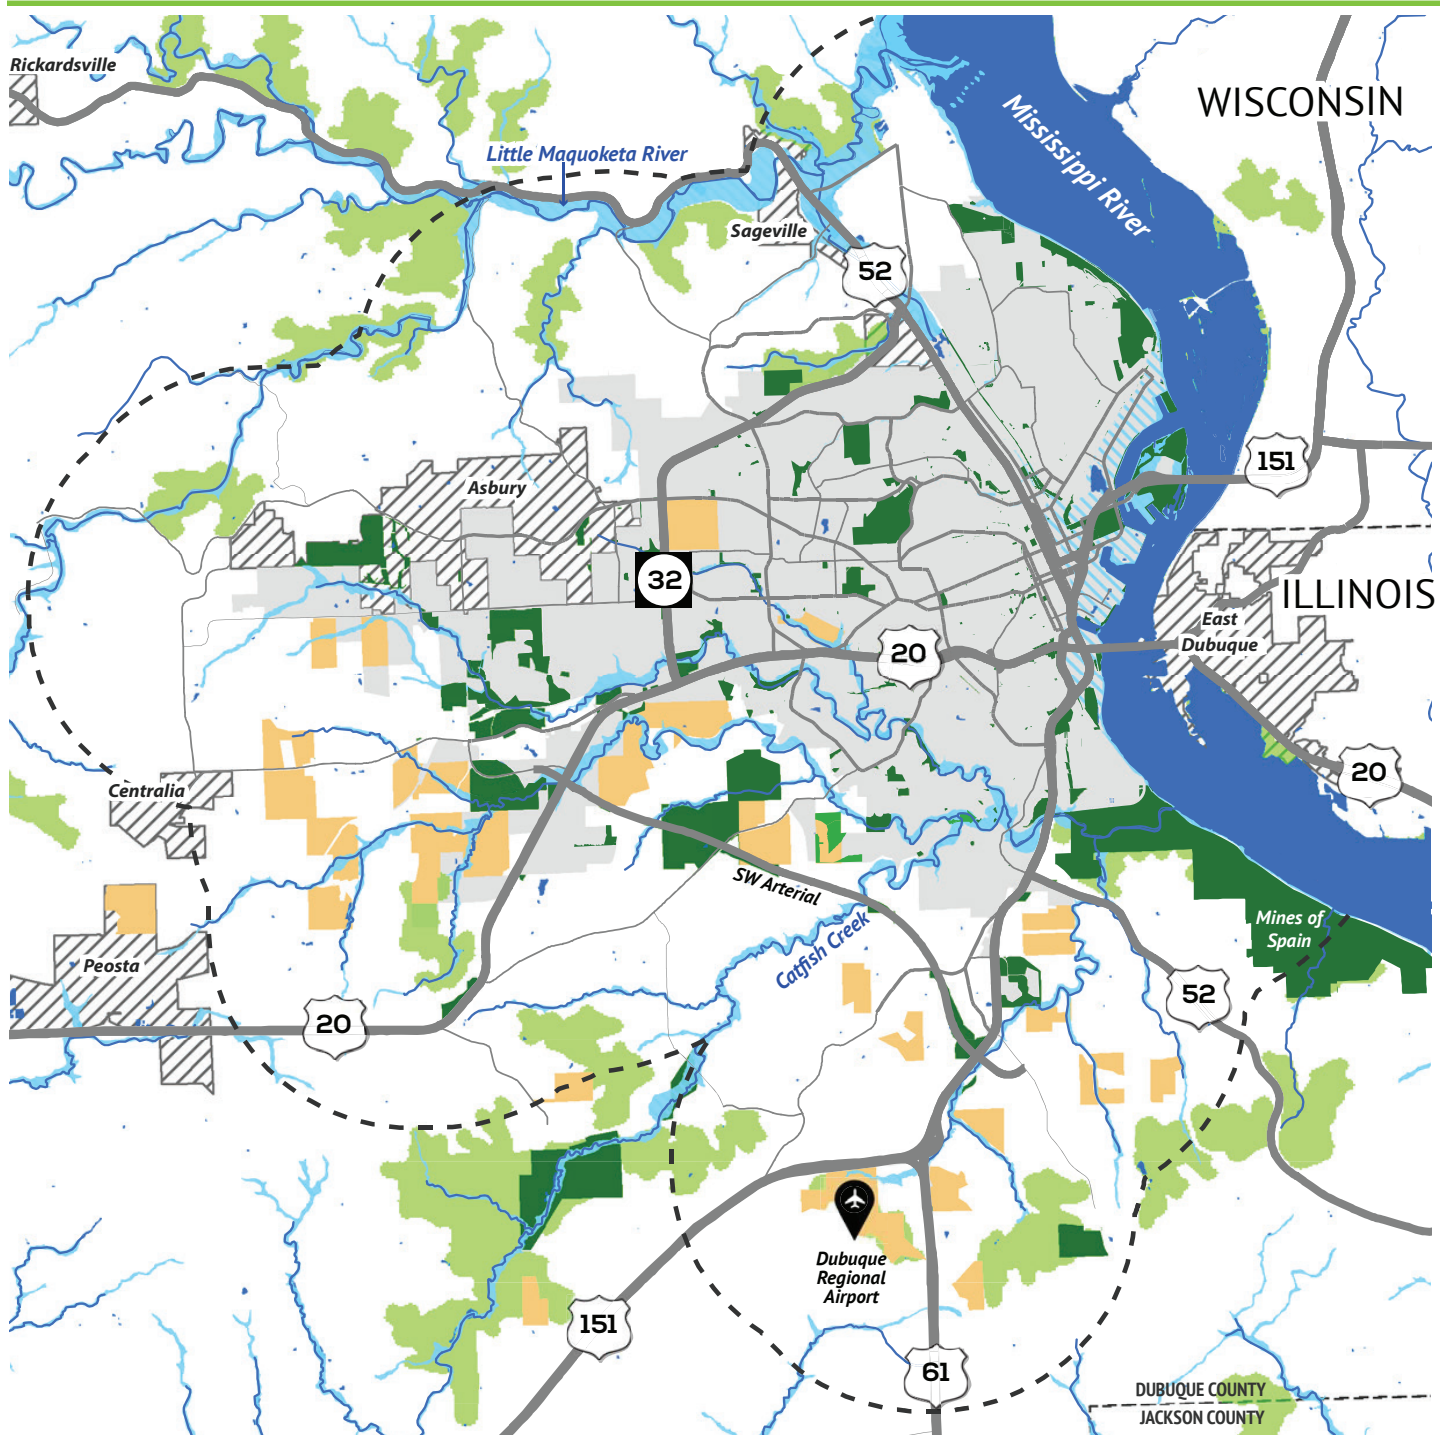 Rickardsville
WISCONSIN
Mississippi River
Little Maquoketa River
Sageville
52
151
Asbury
32
ILLINOIS
East
Dubuque
20
20
Centralia
SW Arterial
Mines of
Spain
Catfish Creek
Peosta
52
20
Dubuque
Regional
Airport
151
61
DUBUQUE COUNTY
JACKSON COUNTY